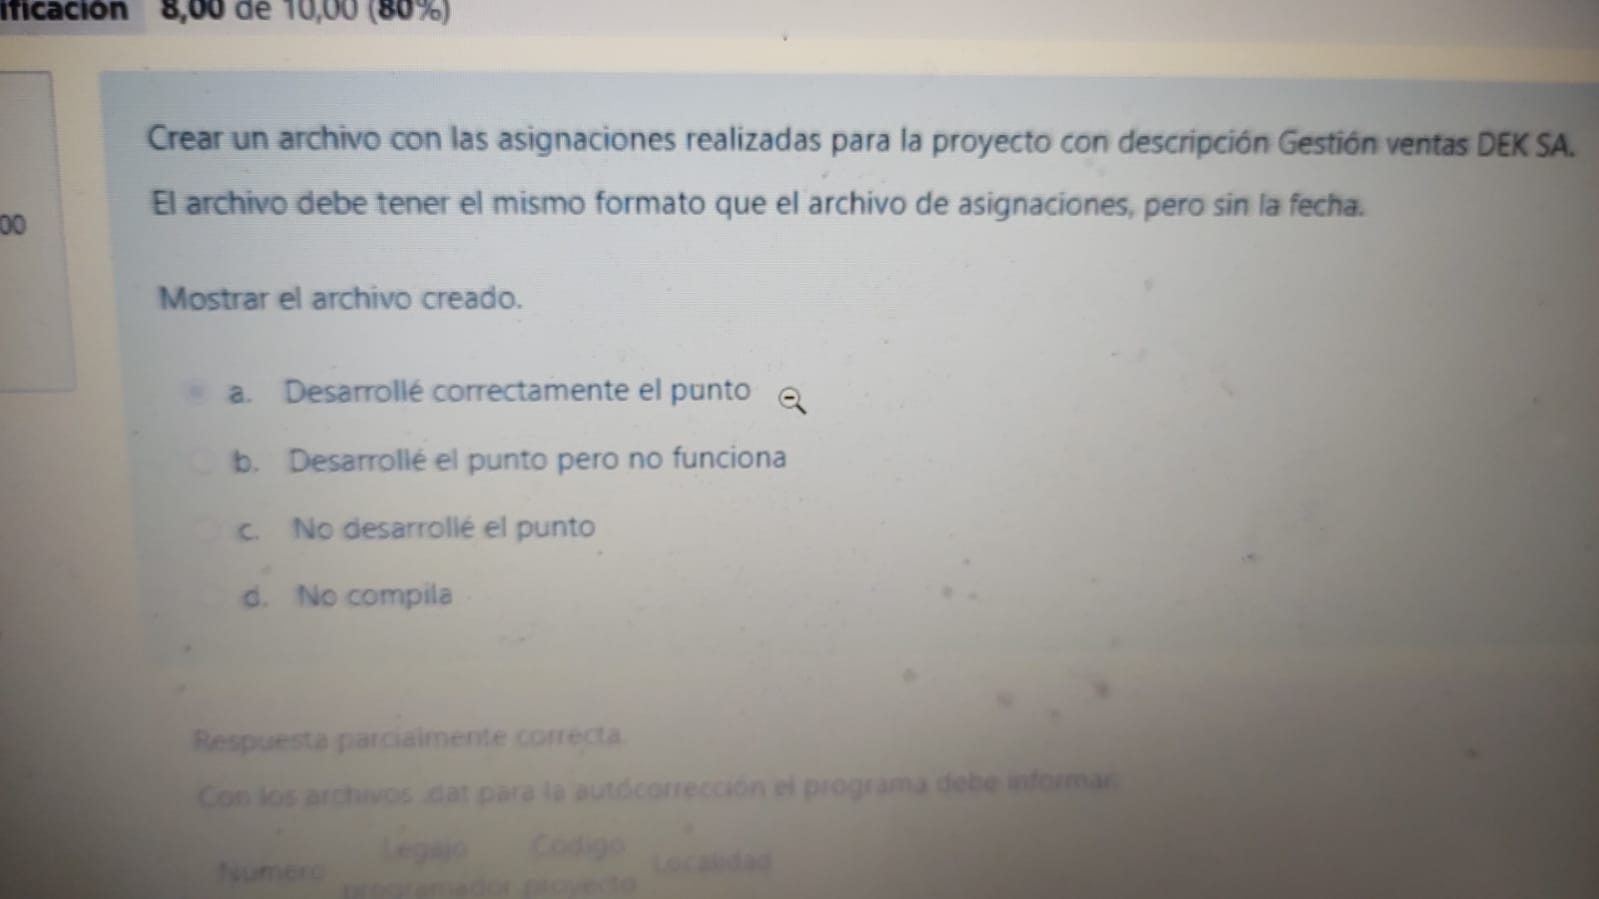 ificación 8,00 de 10,00 (80%)
00
Crear un archivo con las asignaciones realizadas para la proyecto con descripción Gestión ventas DEK SA.
El archivo debe tener el mismo formato que el archivo de asignaciones, pero sin la fecha.
Mostrar el archivo creado.
a. Desarrollé correctamente el punto
b. Desarrollé el punto pero no funciona
c. No desarrollé el punto
d. No compila
Respuesta parcialmente correcta
Con los archivos .dat para la autocorrección el programa debe informar:
Legajo Código
Número Localidad
programador proyecto